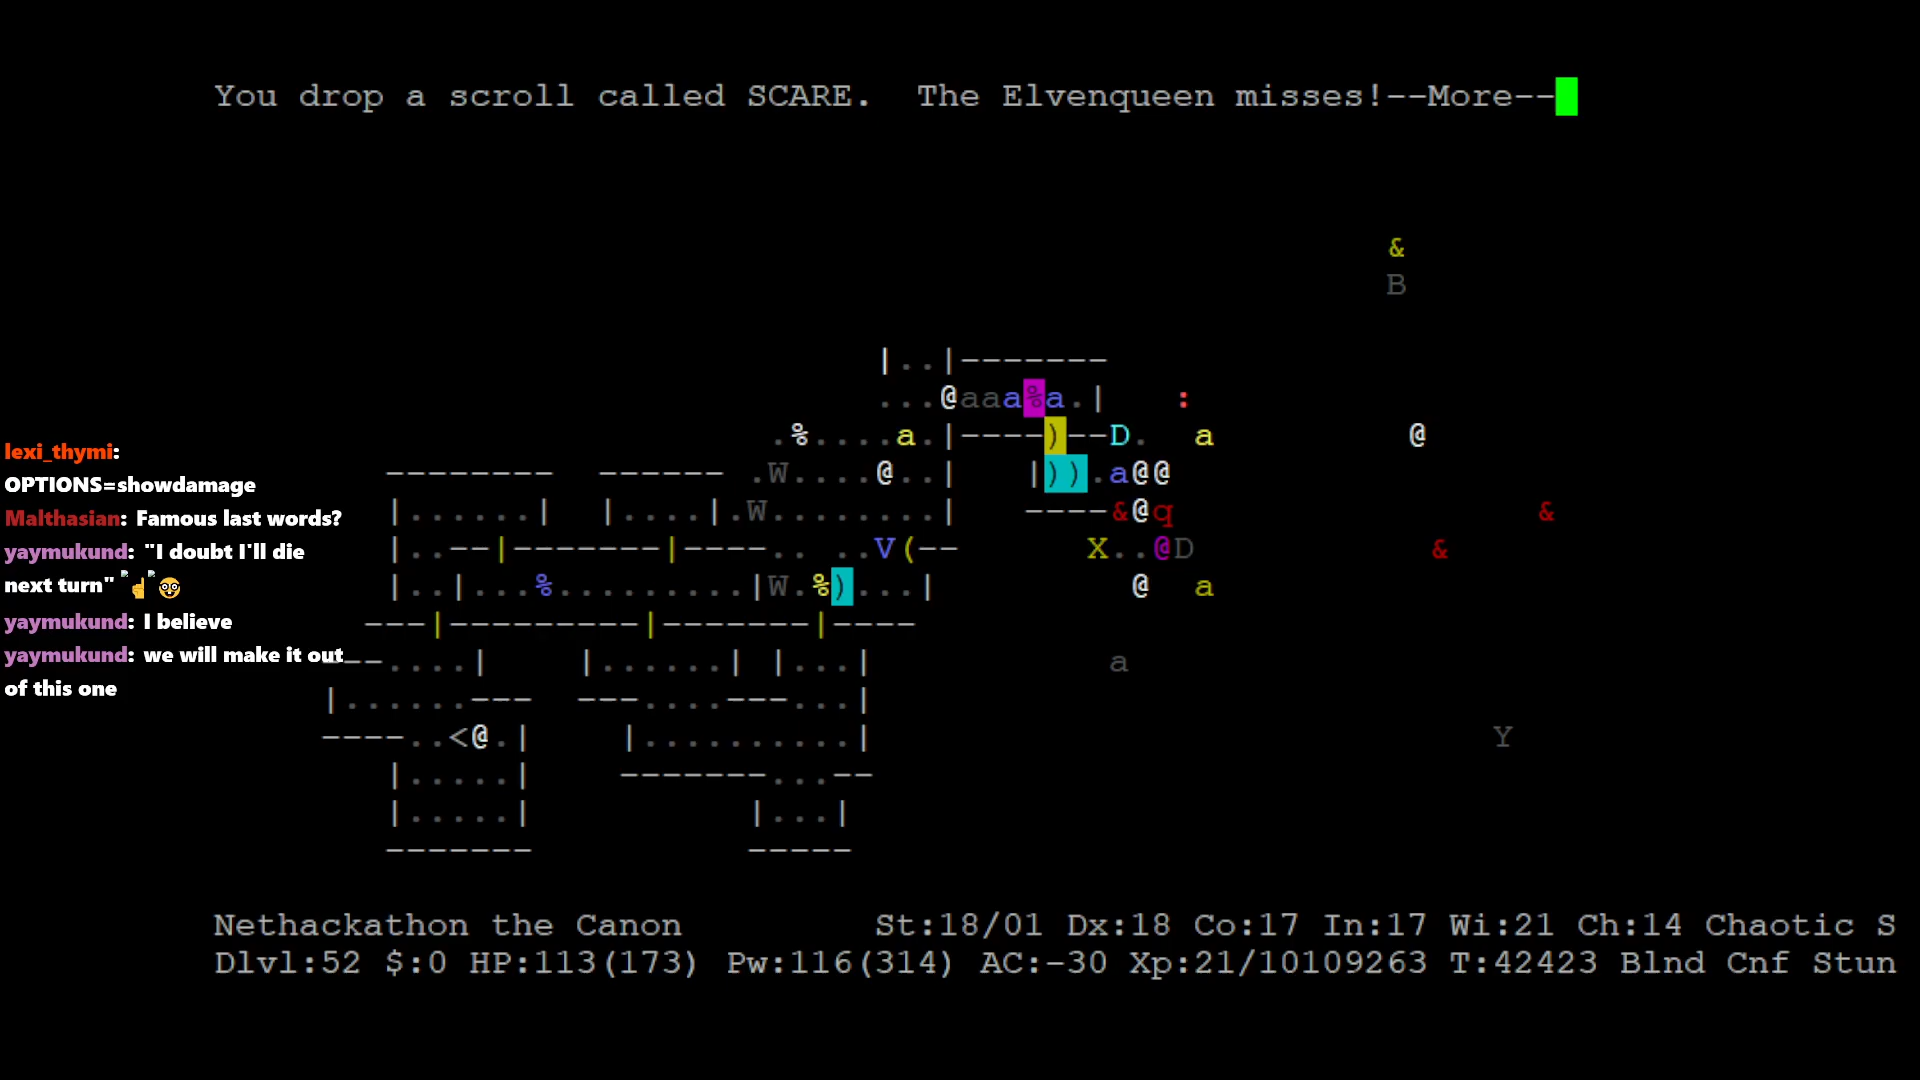 You drop a scroll called SCARE.  The Elvenqueen misses!--More--
&
B
|..|-------
...@aaa%a.|    :
.%....a.|----)--D.  a          @
-------- ------ .W....@..|    |)).a@@
|......|  |....|.W........|    ----&@q                  &
|..--|-------|----.. ..V(--      X..@D            &
|..|...%.........|W.%)...|          @  a
---|---------|-------|----
---....|     |......| |...|            a
|......---  ---....---...|
----..<@.|    |..........|                              Y
|.....|    -------...--
|.....|          |...|
-------          -----
lexi_thymi:
OPTIONS=showdamage
Malthasian: Famous last words?
yaymukund: "I doubt I'll die
next turn" ☝️🤓
yaymukund: I believe
yaymukund: we will make it out
of this one
Nethackathon the Canon          St:18/01 Dx:18 Co:17 In:17 Wi:21 Ch:14 Chaotic S
Dlvl:52 $:0 HP:113(173) Pw:116(314) AC:-30 Xp:21/10109263 T:42423 Blnd Cnf Stun